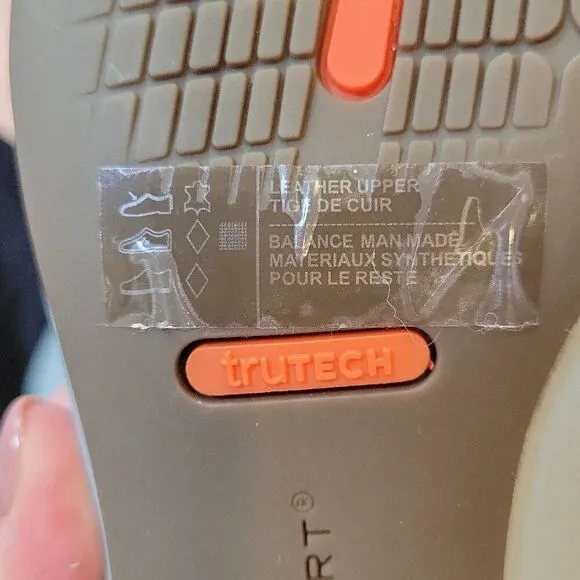 LEATHER UPPER
TIGE DE CUIR
BALANCE MAN MADE
MATERIAUX SYNTHETIQUES
POUR LE RESTE
truTECH
RT®